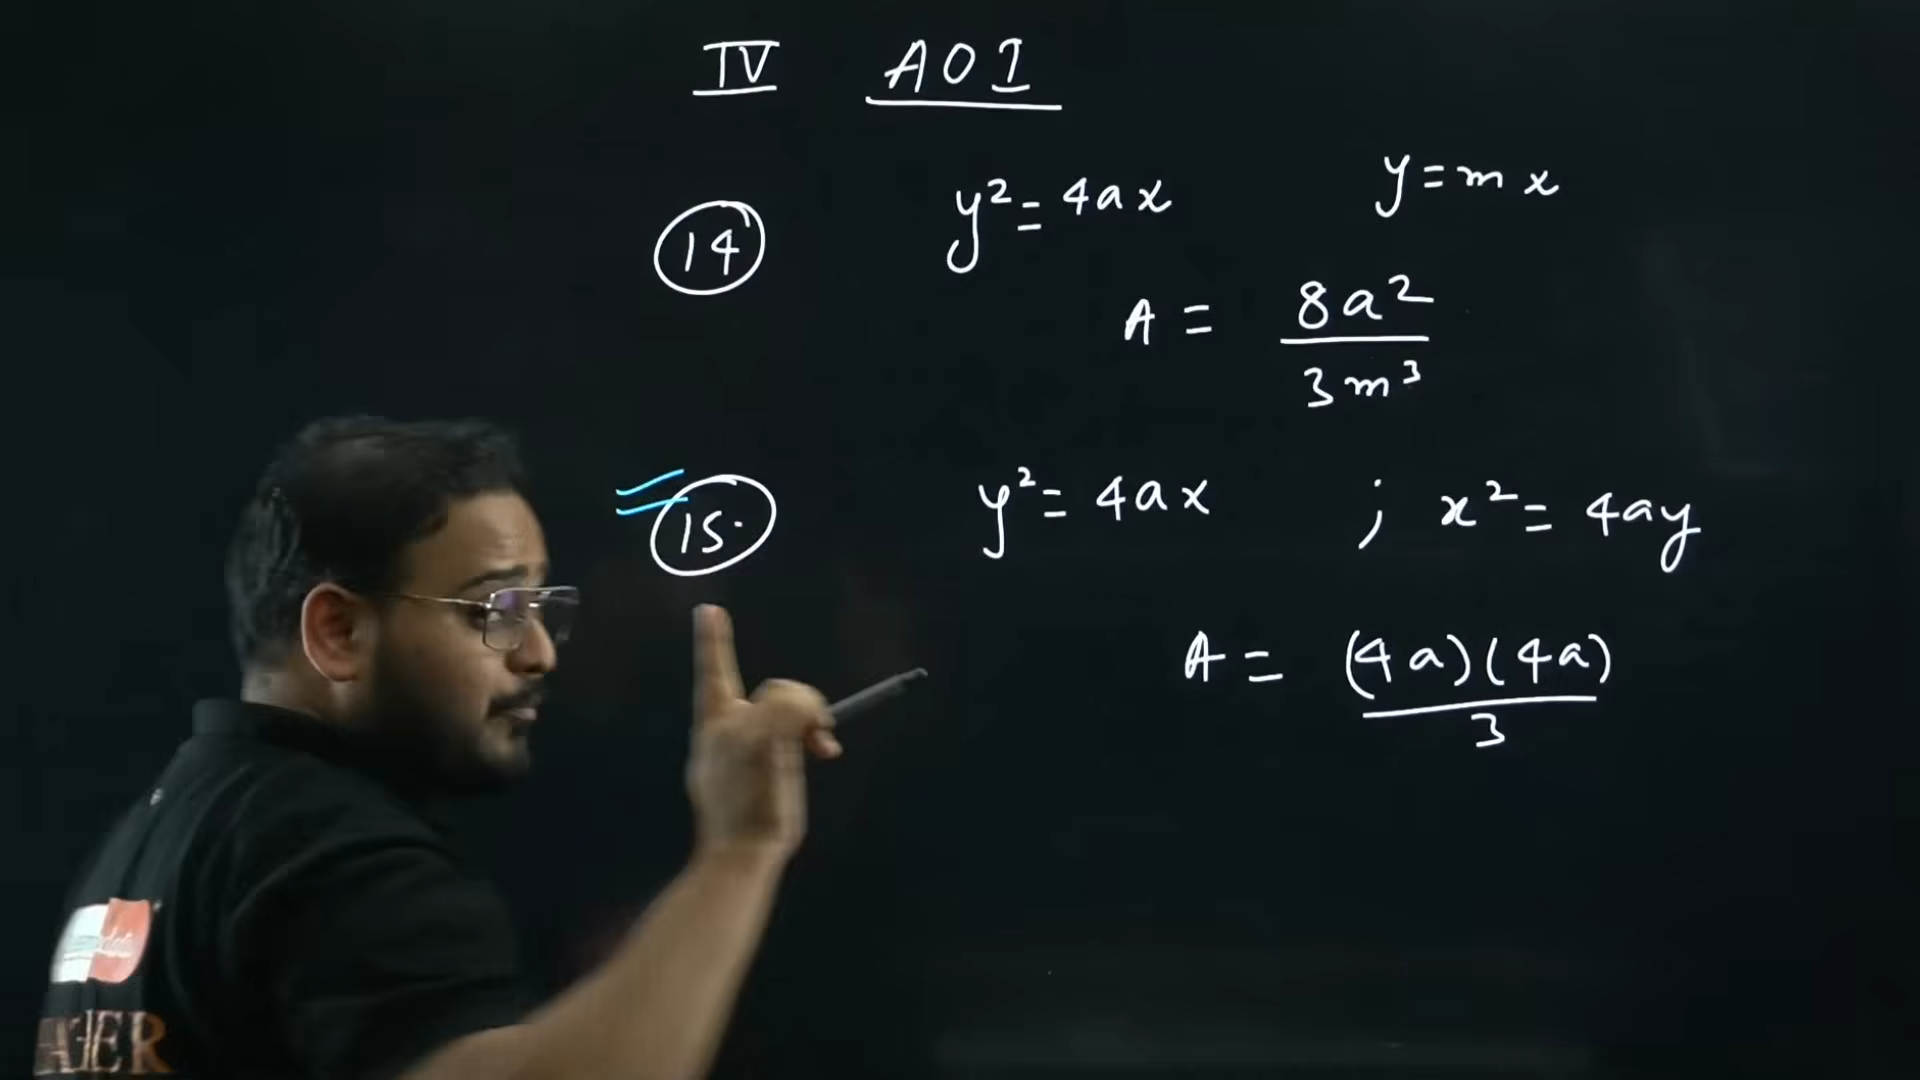 IV AOI
14 y² = 4ax y = mx
A = 8a² / 3m³
15. y² = 4ax ; x² = 4ay
A = (4a)(4a) / 3